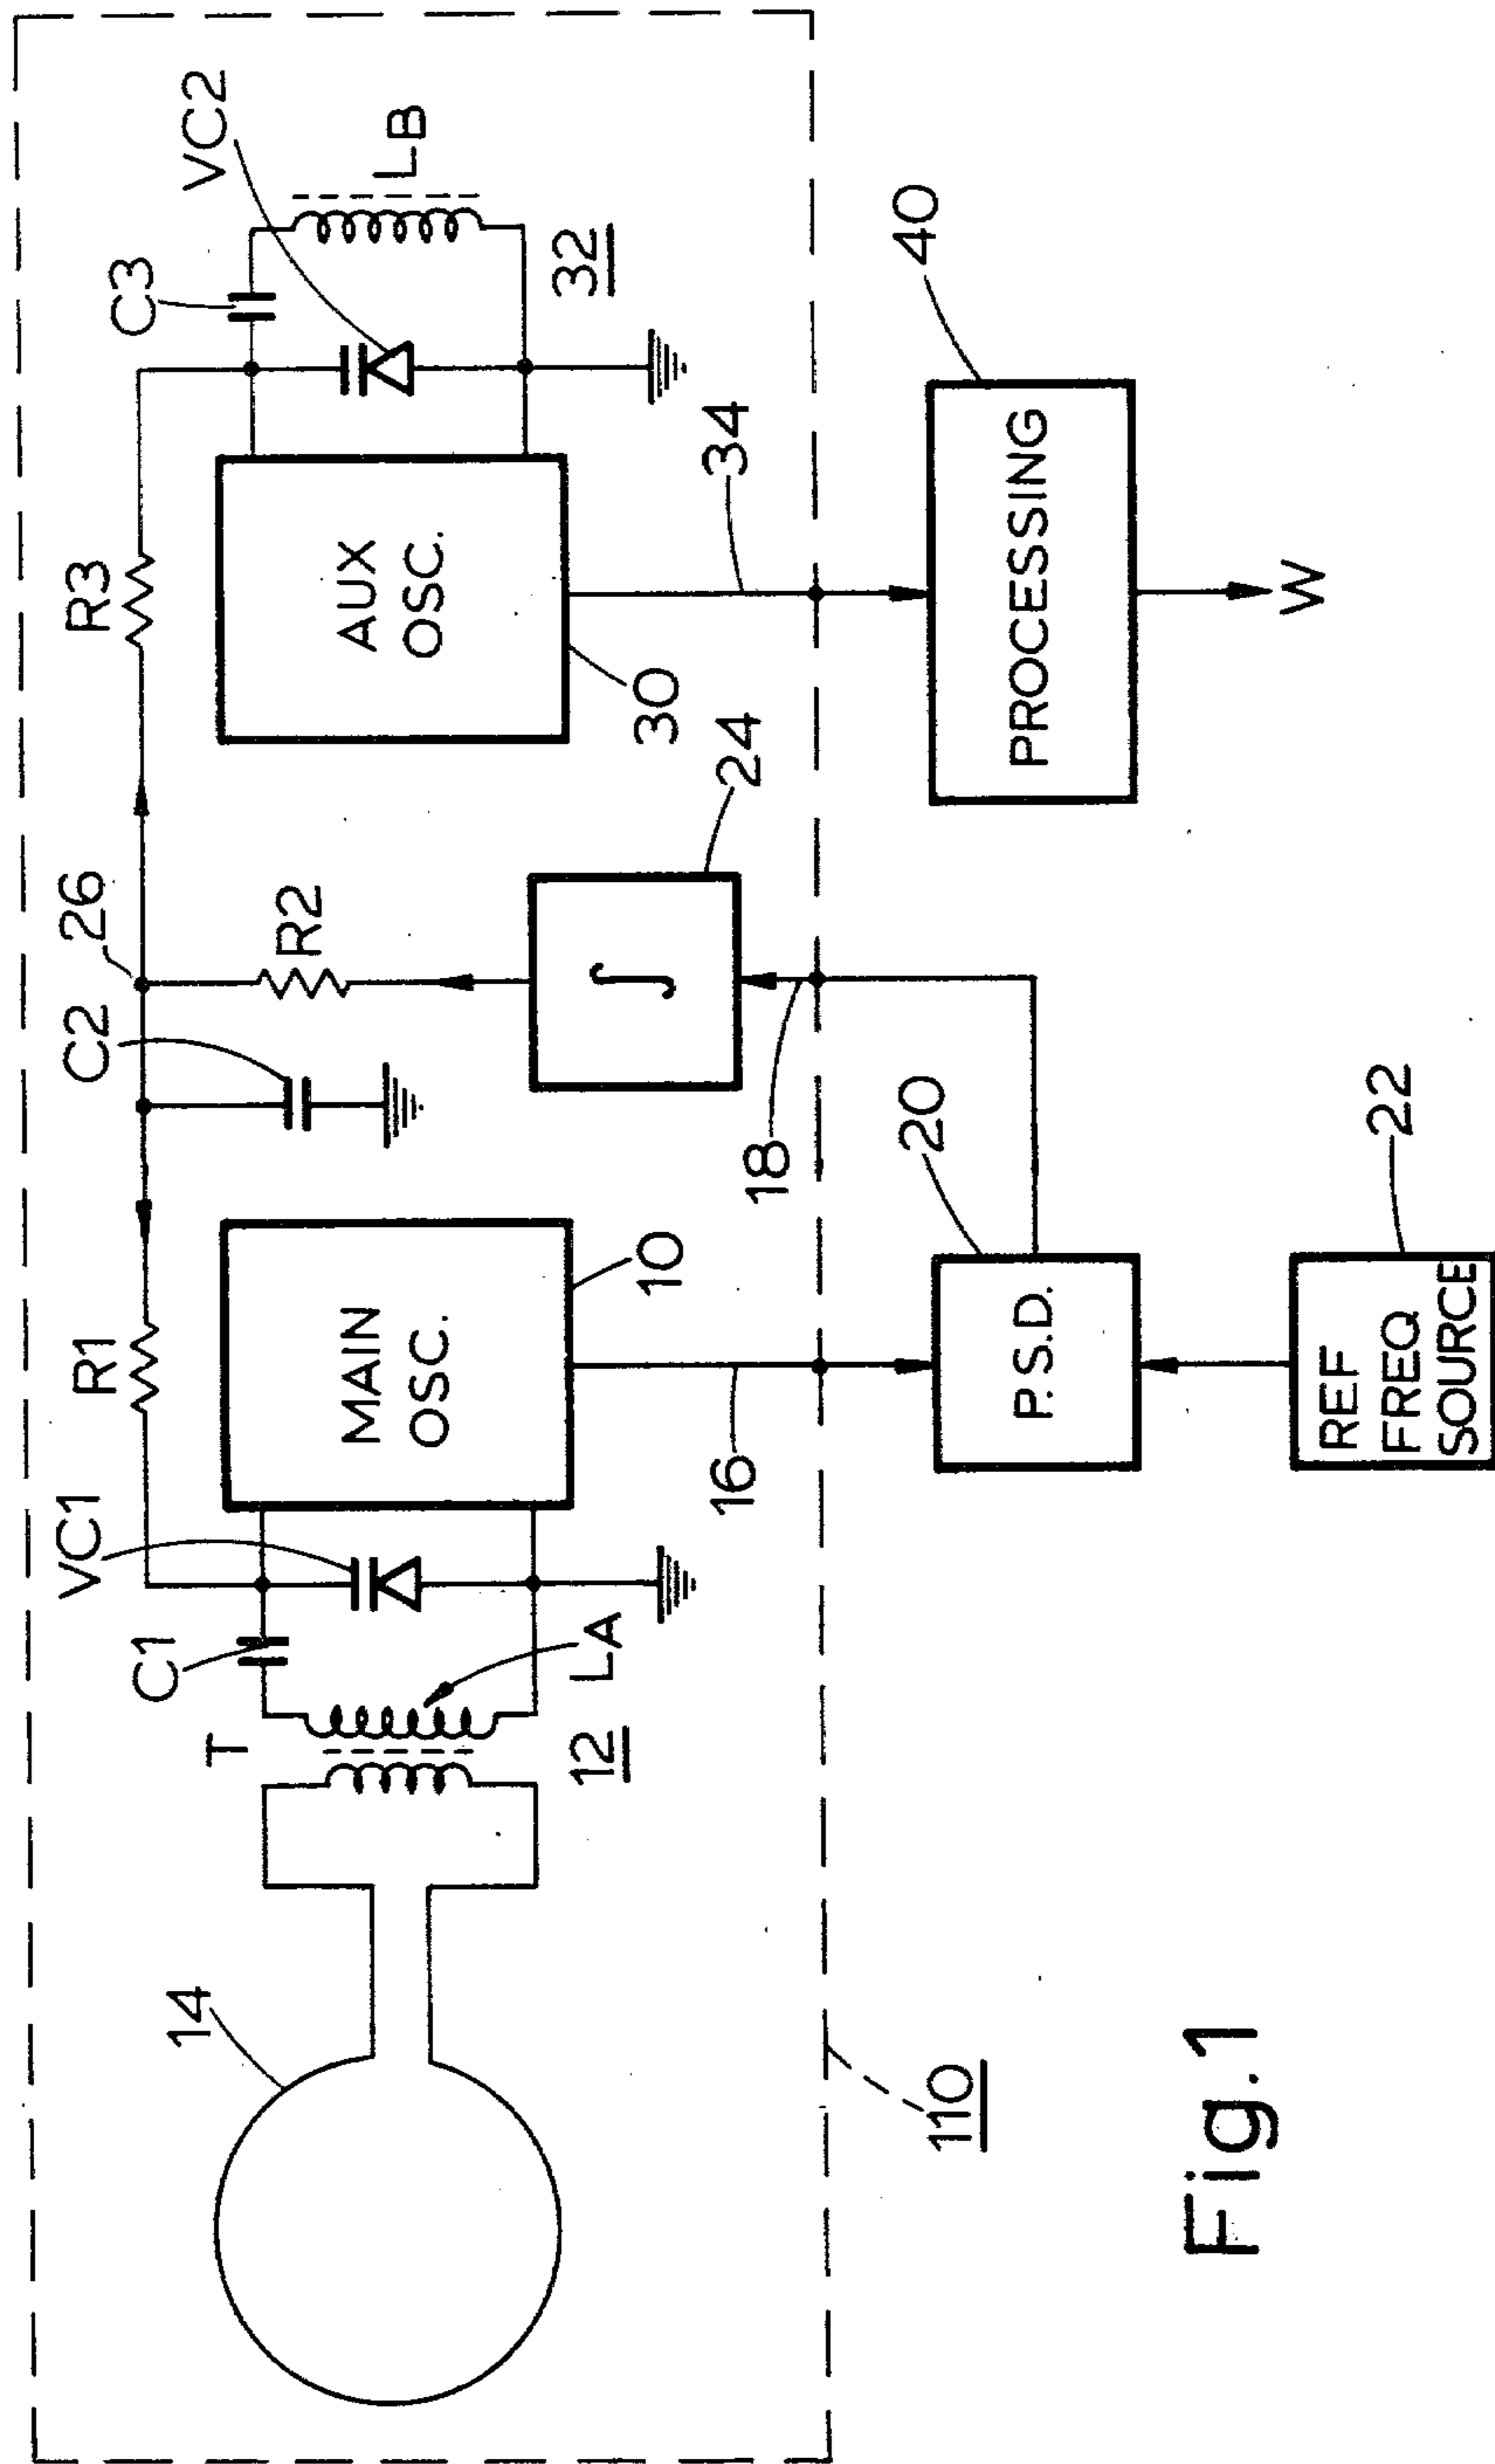 14
T
C1
VC1
R1
C2
26
R2
R3
C3
VC2
LB
LA
12
MAIN
OSC.
10
∫
24
AUX
OSC.
30
32
16
18
34
110
P.S.D.
20
REF
FREQ
SOURCE
22
PROCESSING
40
W
Fig.1